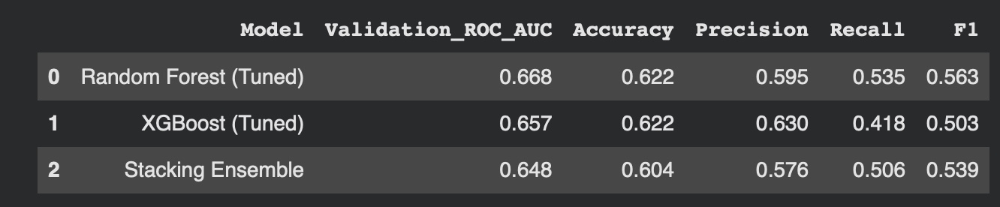 Model Validation_ROC_AUC Accuracy Precision Recall F1
0 Random Forest (Tuned) 0.668 0.622 0.595 0.535 0.563
1 XGBoost (Tuned) 0.657 0.622 0.630 0.418 0.503
2 Stacking Ensemble 0.648 0.604 0.576 0.506 0.539